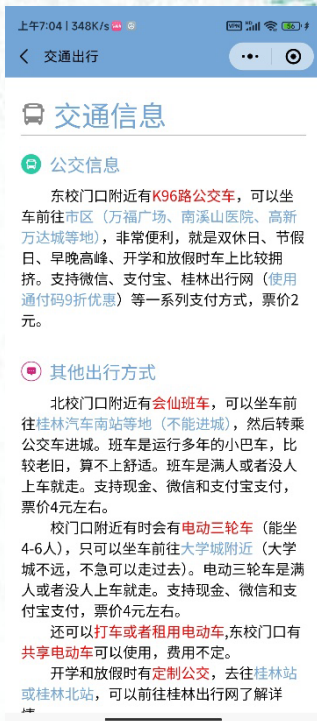 上午7:04 | 348K/s
交通出行
交通信息
公交信息
东校门口附近有K96路公交车，可以坐
车前往市区（万福广场、南溪山医院、高新
万达城等地），非常便利，就是双休日、节假
日、早晚高峰、开学和放假时车上比较拥
挤。支持微信、支付宝、桂林出行网（使用
通付码9折优惠）等一系列支付方式，票价2
元。
其他出行方式
北校门口附近有会仙班车，可以坐车前
往桂林汽车南站等地（不能进城），然后转乘
公交车进城。班车是运行多年的小巴车，比
较老旧，算不上舒适。班车是满人或者没人
上车就走。支持现金、微信和支付宝支付，
票价4元左右。
校门口附近有时会有电动三轮车（能坐
4-6人），只可以坐车前往大学城附近（大学
城不远，不急可以走过去）。电动三轮车是满
人或者没人上车就走。支持现金、微信和支
付宝支付，票价4元左右。
还可以打车或者租用电动车,东校门口有
共享电动车可以使用，费用不定。
开学和放假时有定制公交，去往桂林站
或桂林北站，可以前往桂林出行网了解详